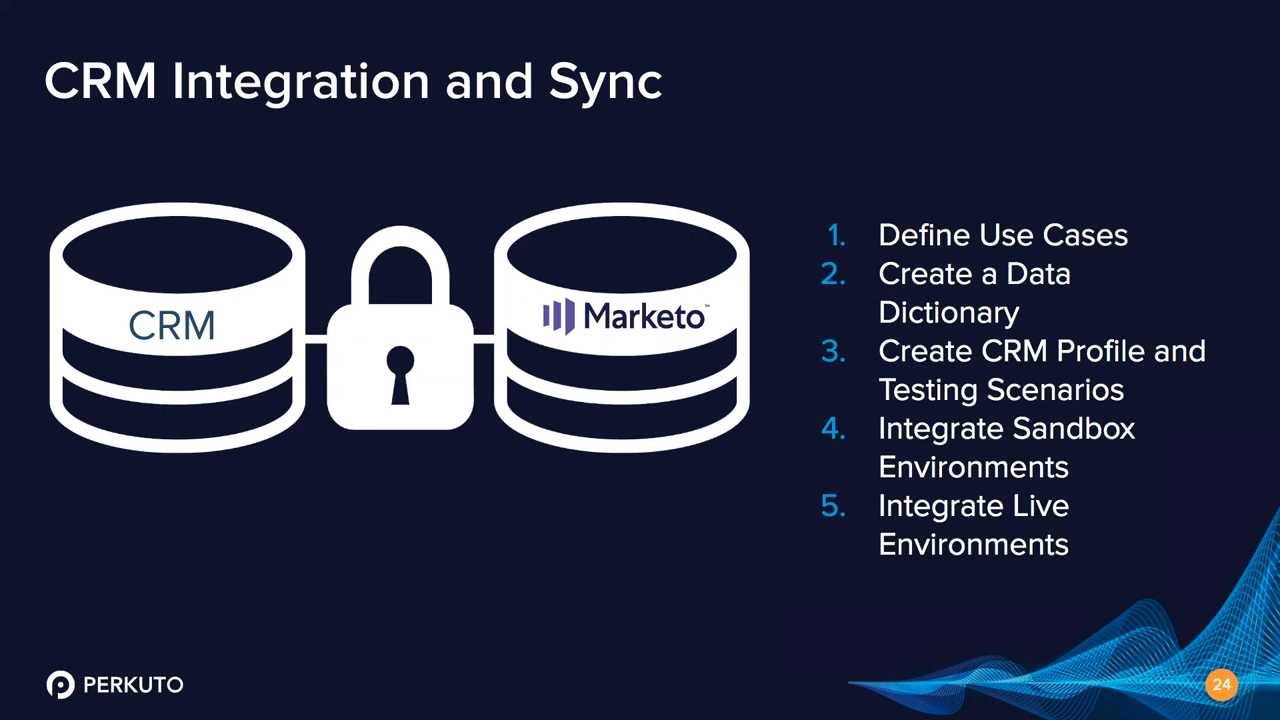 CRM Integration and Sync
CRM
Marketo™
1. Define Use Cases
2. Create a Data
Dictionary
3. Create CRM Profile and
Testing Scenarios
4. Integrate Sandbox
Environments
5. Integrate Live
Environments
PERKUTO
24